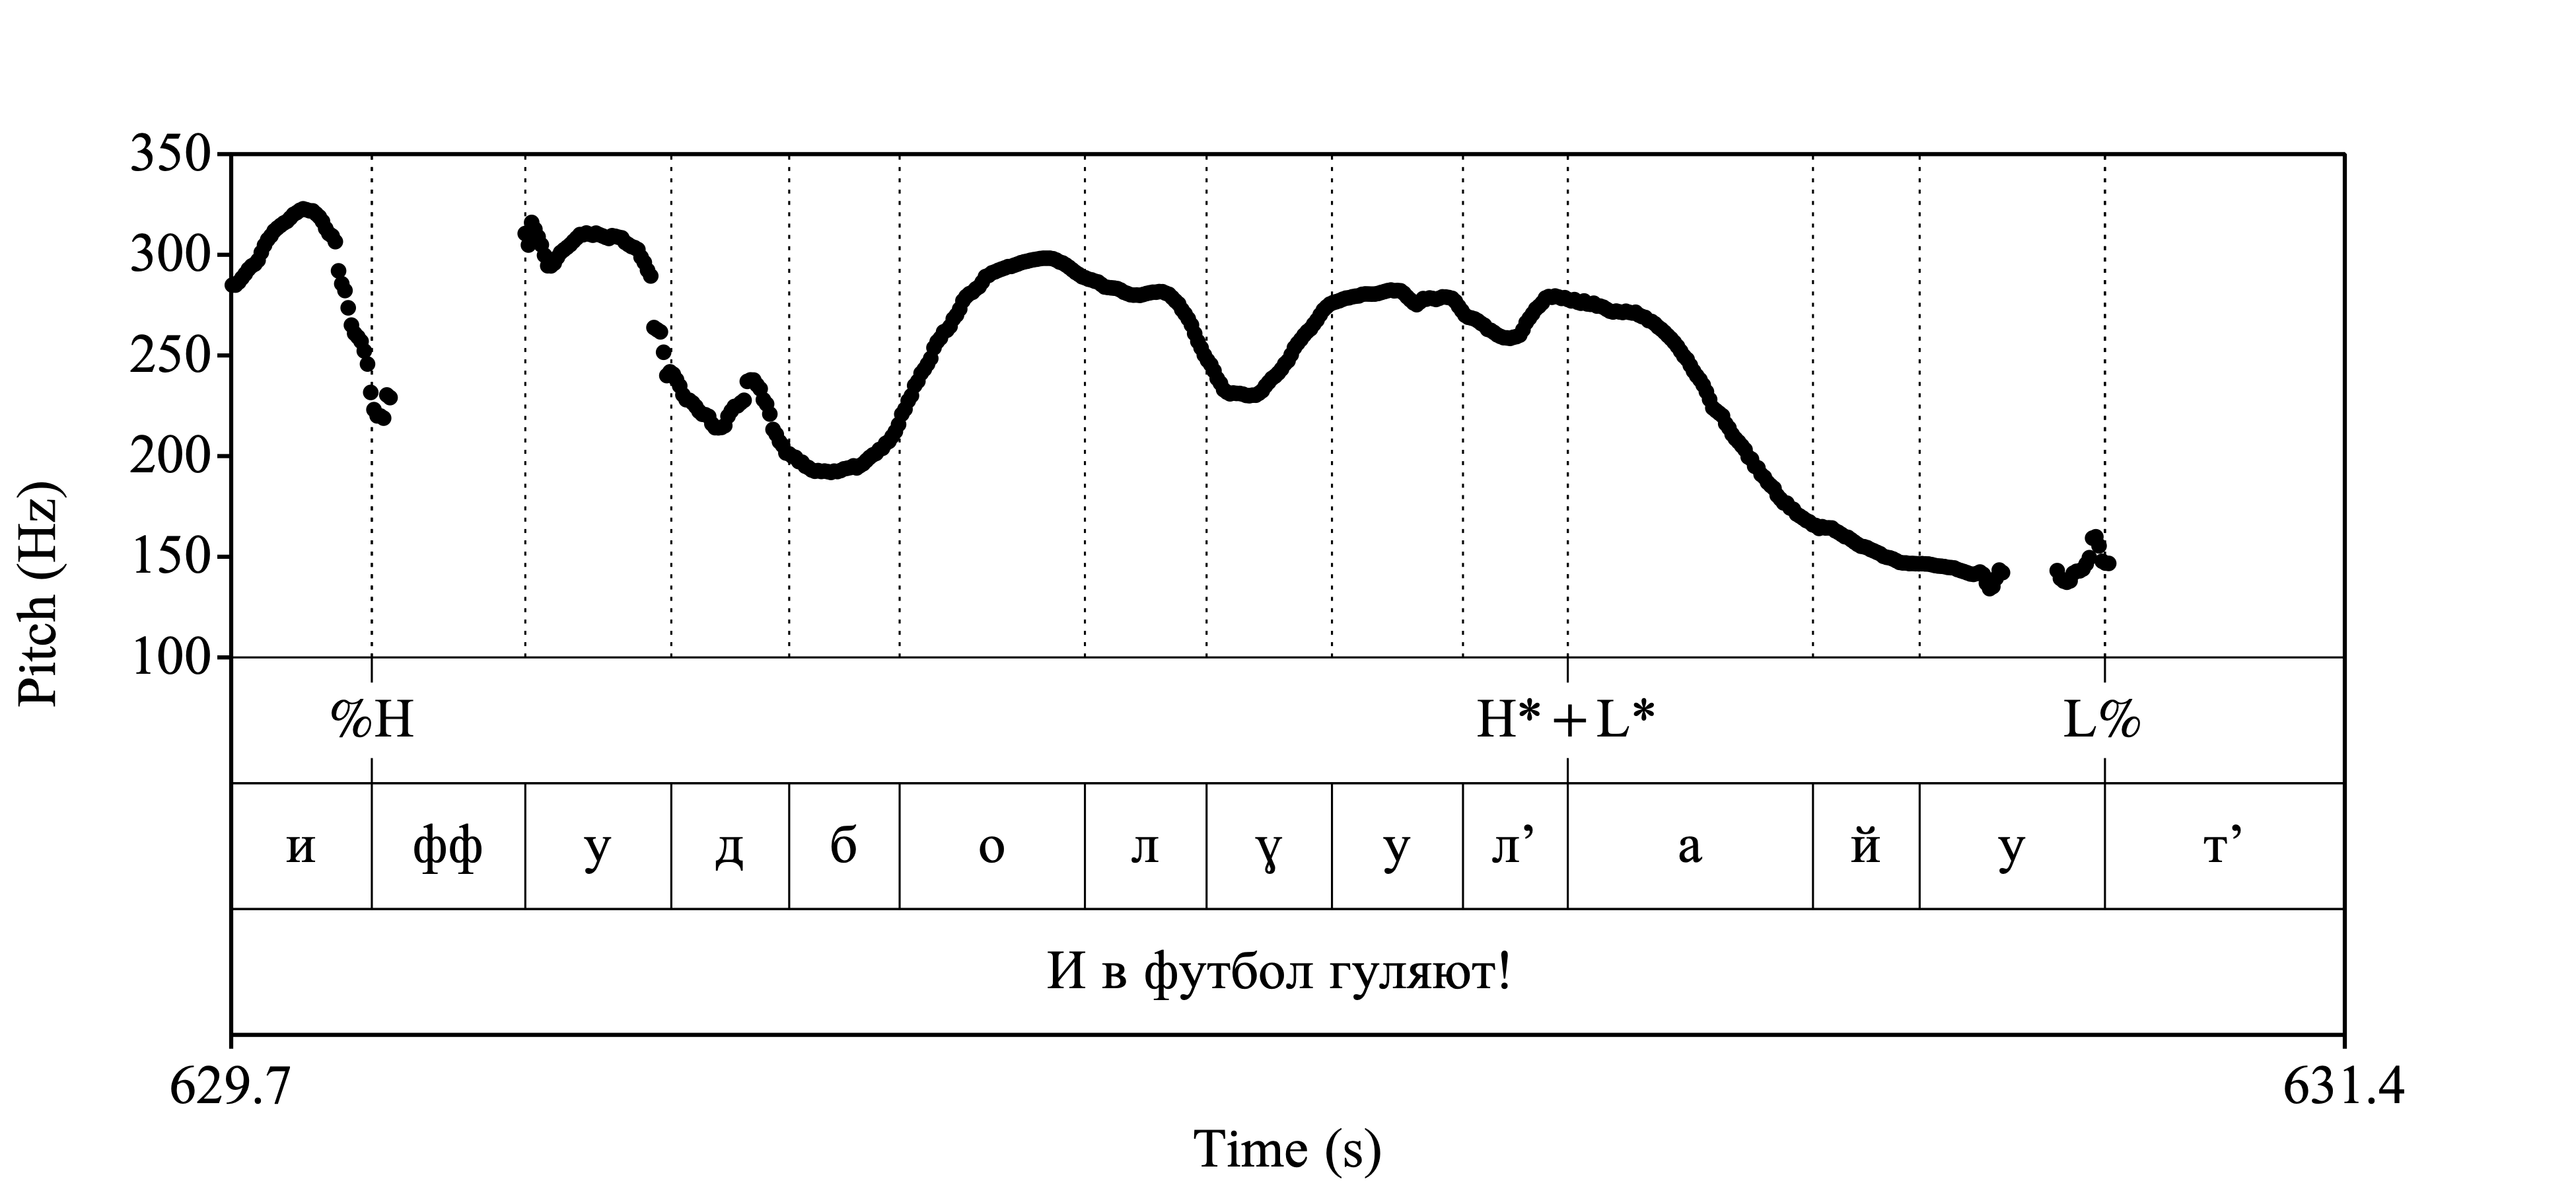 350
300
250
200
150
100
Pitch (Hz)
%H H*+L* L%
и фф у д б о л ɣ у л’ а й у т’
И в футбол гуляют!
629.7 631.4
Time (s)